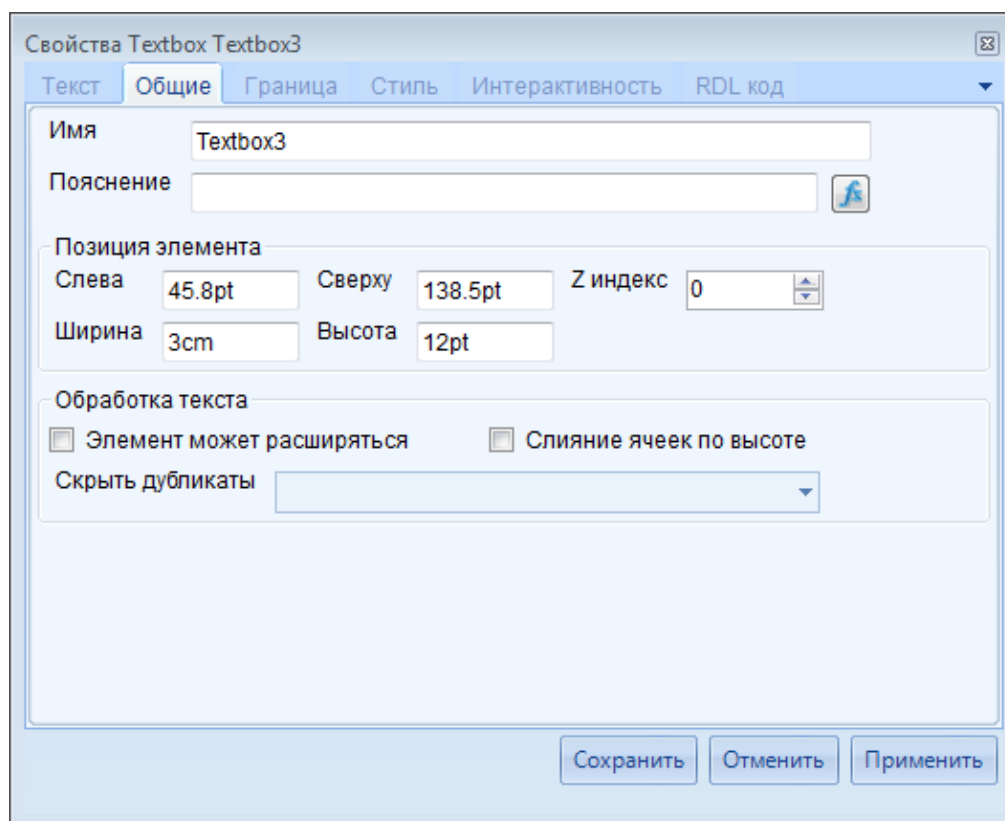 Свойства Textbox Textbox3
Текст Общие Граница Стиль Интерактивность RDL код
Имя Textbox3
Пояснение fx
Позиция элемента
Слева 45.8pt Сверху 138.5pt Z индекс 0
Ширина 3cm Высота 12pt
Обработка текста
Элемент может расширяться Слияние ячеек по высоте
Скрыть дубликаты
Сохранить Отменить Применить